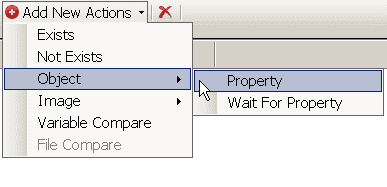 Add New Actions
Exists
Not Exists
Object
Property
Image
Wait For Property
Variable Compare
File Compare